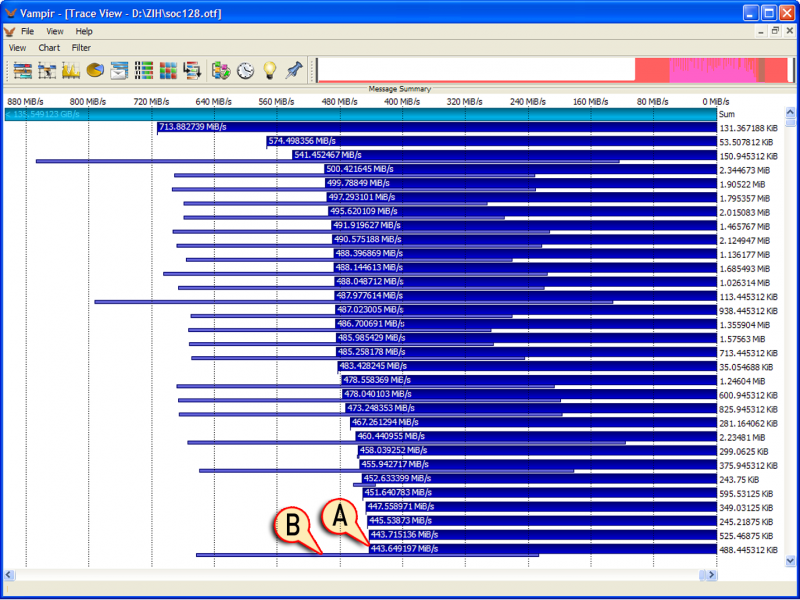 Vampir - [Trace View - D:\ZIH\soc128.otf]
File View Help
View Chart Filter
Message Summary
880 MiB/s 800 MiB/s 720 MiB/s 640 MiB/s 560 MiB/s 480 MiB/s 400 MiB/s 320 MiB/s 240 MiB/s 160 MiB/s 80 MiB/s 0 MiB/s
< 135.549123 GB/s Sum
713.882739 MiB/s 131.367188 KiB
574.498356 MiB/s 53.507812 KiB
541.452467 MiB/s 150.945312 KiB
500.421645 MiB/s 2.344673 MiB
499.78849 MiB/s 1.90522 MiB
497.293101 MiB/s 1.795357 MiB
495.620109 MiB/s 2.015083 MiB
491.919627 MiB/s 1.465767 MiB
490.575188 MiB/s 2.124947 MiB
488.396869 MiB/s 1.136177 MiB
488.144613 MiB/s 1.685493 MiB
488.048712 MiB/s 1.026314 MiB
487.977614 MiB/s 113.445312 KiB
487.023005 MiB/s 938.445312 KiB
486.700691 MiB/s 1.355904 MiB
485.985429 MiB/s 1.57563 MiB
485.258178 MiB/s 713.445312 KiB
483.428245 MiB/s 35.054688 KiB
478.558369 MiB/s 1.24604 MiB
478.040103 MiB/s 600.945312 KiB
473.248353 MiB/s 825.945312 KiB
467.261294 MiB/s 281.164062 KiB
460.440955 MiB/s 2.23481 MiB
458.039252 MiB/s 299.0625 KiB
455.942717 MiB/s 375.945312 KiB
452.633399 MiB/s 243.75 KiB
451.640783 MiB/s 595.53125 KiB
447.558971 MiB/s 349.03125 KiB
445.53873 MiB/s 245.21875 KiB
443.715136 MiB/s 525.46875 KiB
443.649197 MiB/s 488.445312 KiB
B A